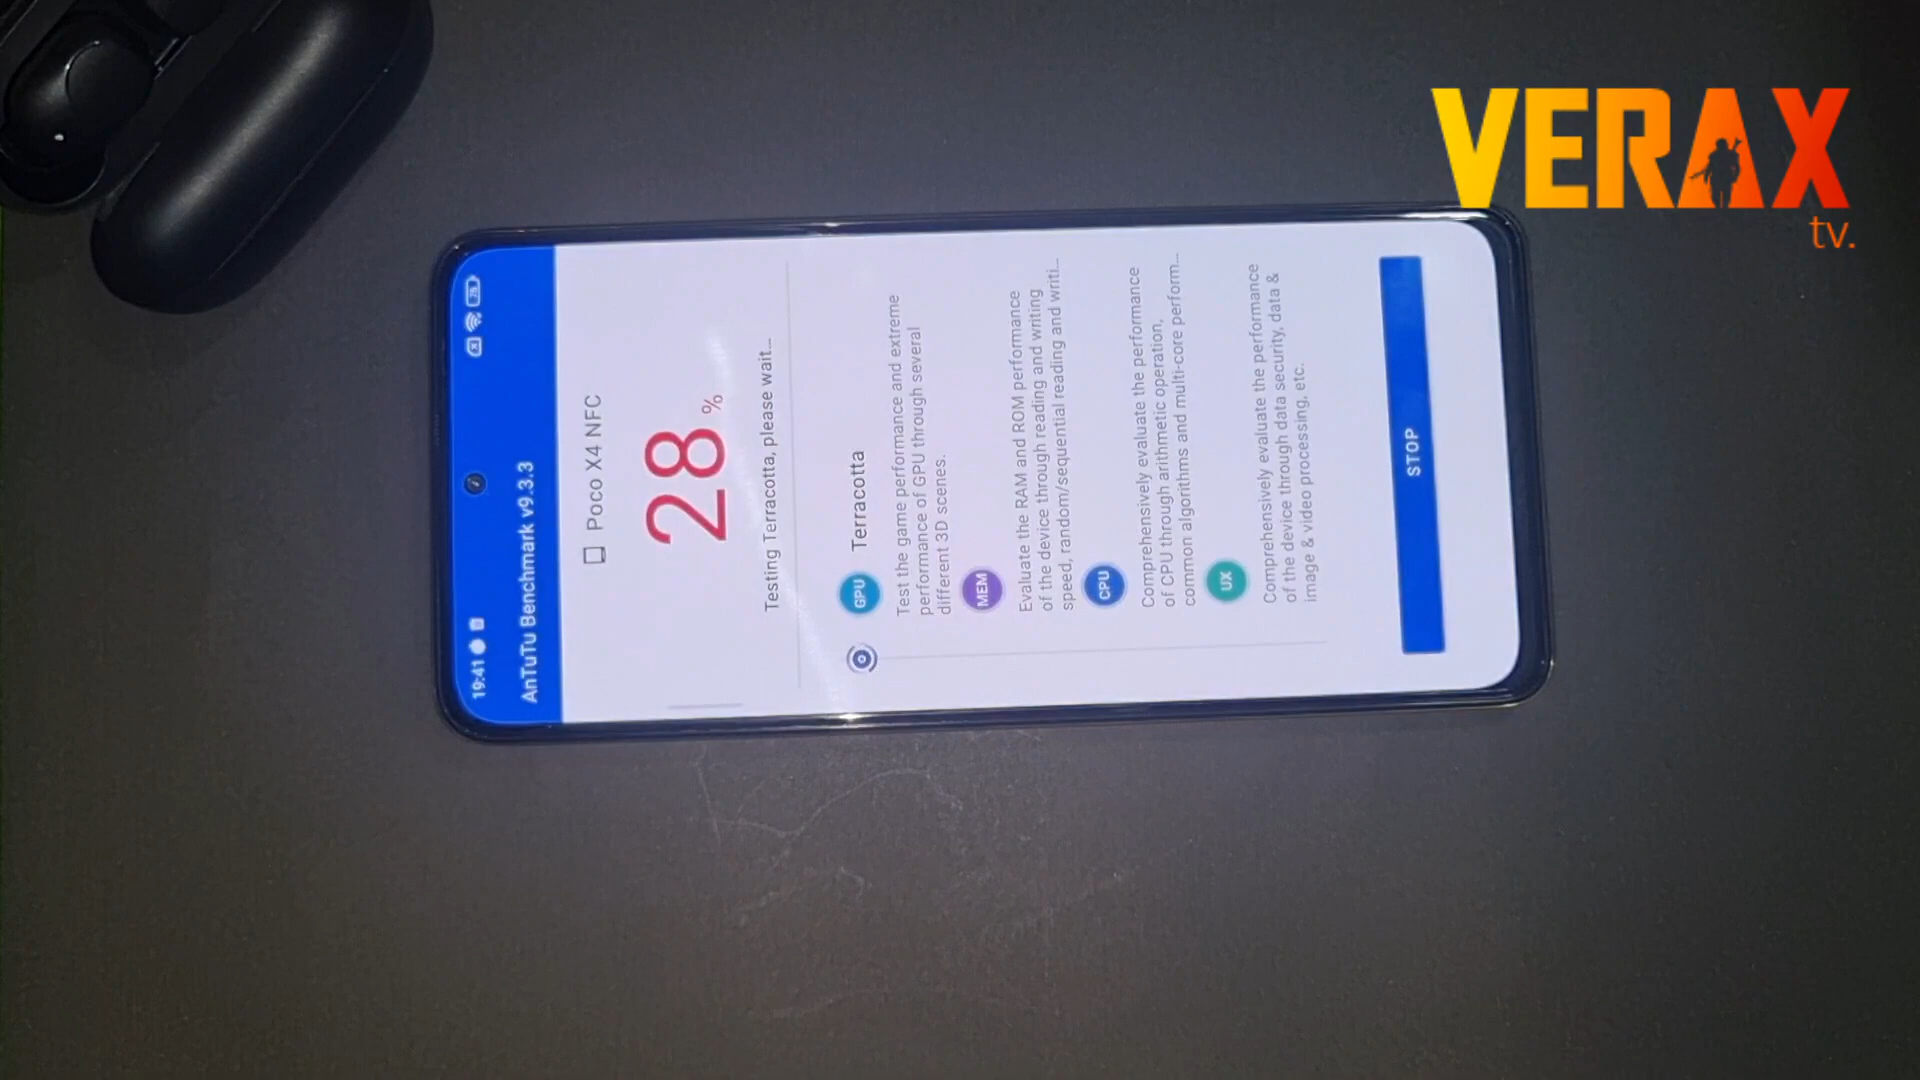 VERAX
tv.
19:41
AnTuTu Benchmark v9.3.3
Poco X4 NFC
28 %
Testing Terracotta, please wait...
GPU Terracotta
Test the game performance and extreme
performance of GPU through several
different 3D scenes.
MEM
Evaluate the RAM and ROM performance
of the device through reading and writing
speed, random/sequential reading and writi...
CPU
Comprehensively evaluate the performance
of CPU through arithmetic operation,
common algorithms and multi-core perform...
UX
Comprehensively evaluate the performance
of the device through data security, data &
image & video processing, etc.
STOP